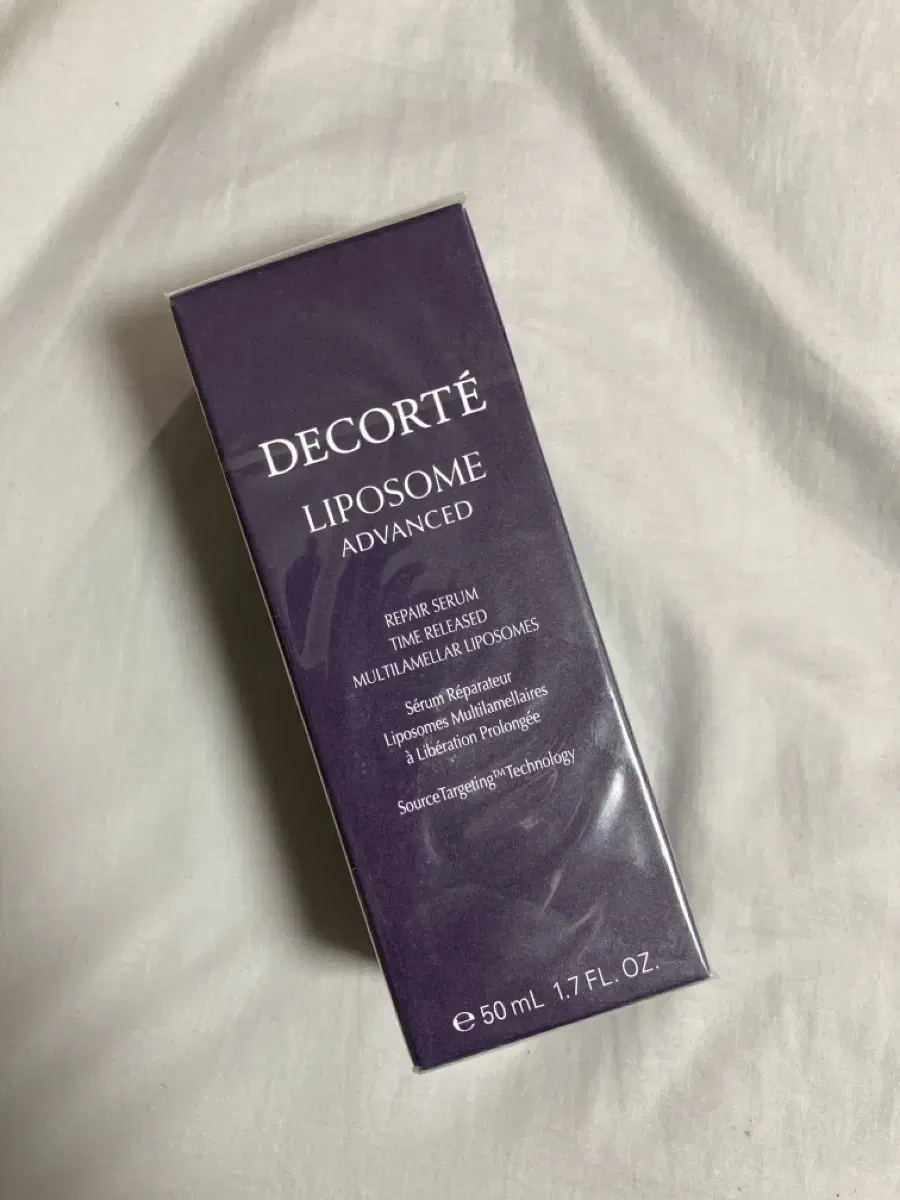 DECORTÉ
LIPOSOME
ADVANCED
REPAIR SERUM
TIME RELEASED
MULTILAMELLAR LIPOSOMES
Sérum Réparateur
Liposomes Multilamellaires
à Libération Prolongée
SourceTargeting™ Technology
℮ 50 mL 1.7 FL. OZ.